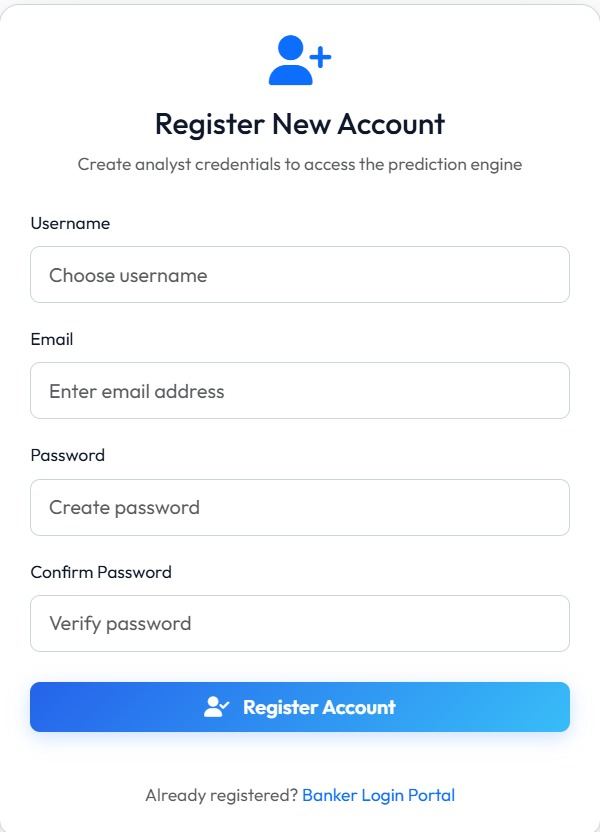 Register New Account
Create analyst credentials to access the prediction engine
Username
Choose username
Email
Enter email address
Password
Create password
Confirm Password
Verify password
Register Account
Already registered? Banker Login Portal